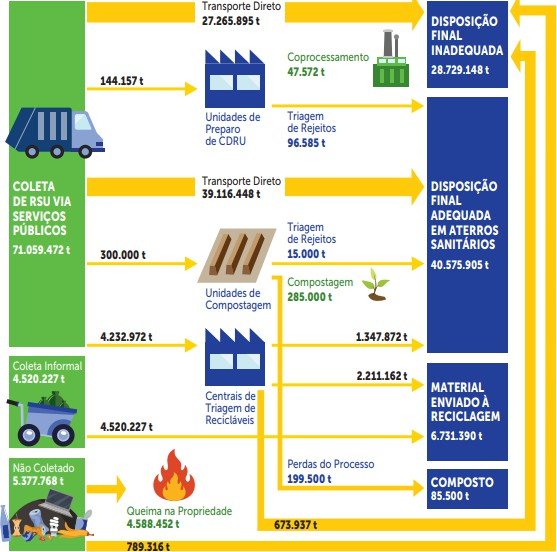 Transporte Direto
27.265.895 t
DISPOSIÇÃO
FINAL
INADEQUADA
28.729.148 t
144.157 t
Coprocessamento
47.572 t
Unidades de
Preparo
de CDRU
Triagem
de Rejeitos
96.585 t
COLETA
DE RSU VIA
SERVIÇOS
PÚBLICOS
71.059.472 t
Transporte Direto
39.116.448 t
DISPOSIÇÃO
FINAL
ADEQUADA
EM ATERROS
SANITÁRIOS
40.575.905 t
300.000 t
Triagem
de Rejeitos
15.000 t
Unidades de
Compostagem
Compostagem
285.000 t
4.232.972 t
1.347.872 t
Centrais de
Triagem de
Recicláveis
2.211.162 t
Coleta Informal
4.520.227 t
4.520.227 t
MATERIAL
ENVIADO À
RECICLAGEM
6.731.390 t
Perdas do Processo
199.500 t
COMPOSTO
85.500 t
Não Coletado
5.377.768 t
Queima na Propriedade
4.588.452 t
673.937 t
789.316 t